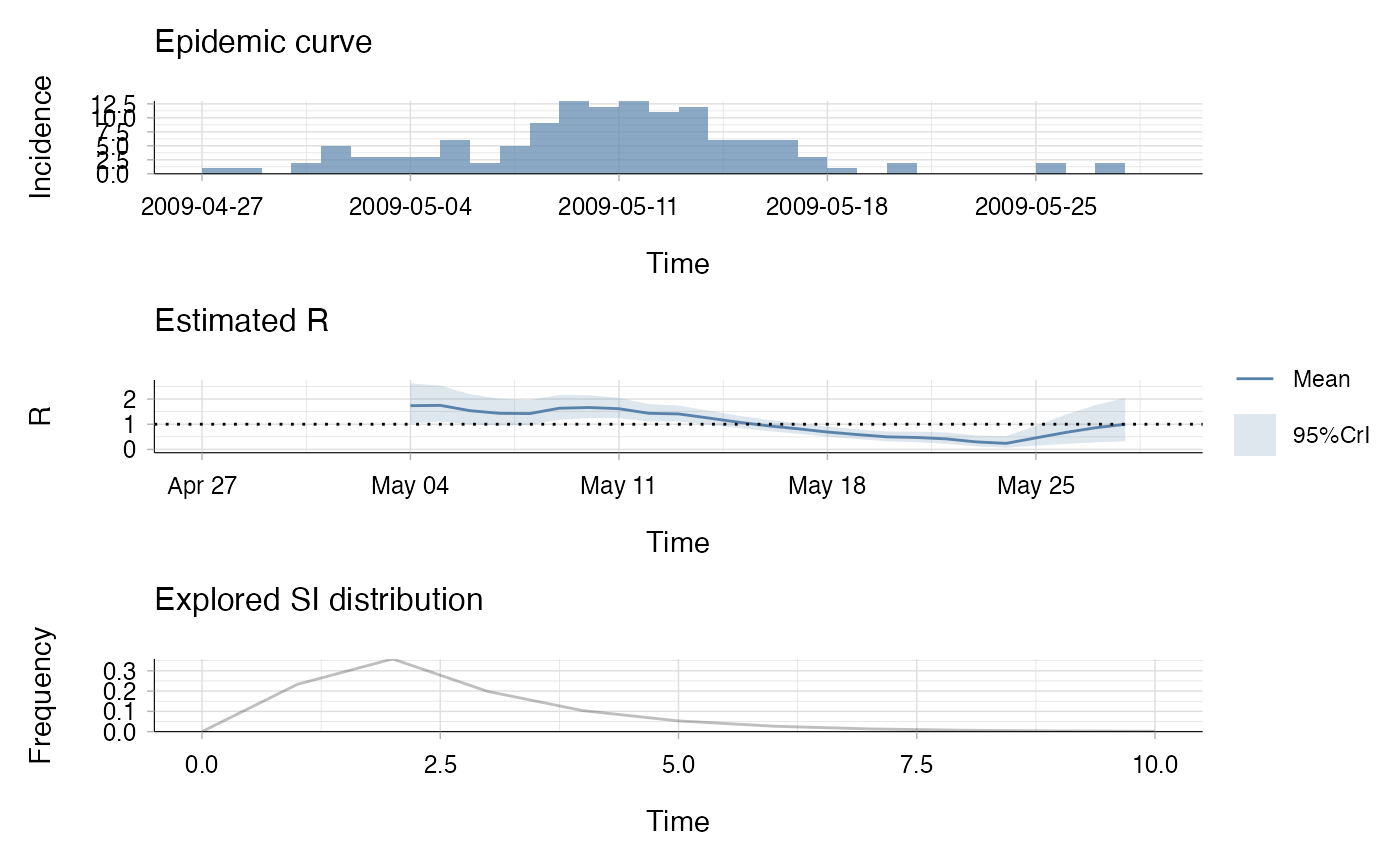 Epidemic curve
Incidence
12.5
10.0
7.5
5.0
2.5
0.0
2009-04-27 2009-05-04 2009-05-11 2009-05-18 2009-05-25
Time
Estimated R
R
2
1
0
Apr 27 May 04 May 11 May 18 May 25
Time
Mean
95%CrI
Explored SI distribution
Frequency
0.3
0.2
0.1
0.0
0.0 2.5 5.0 7.5 10.0
Time